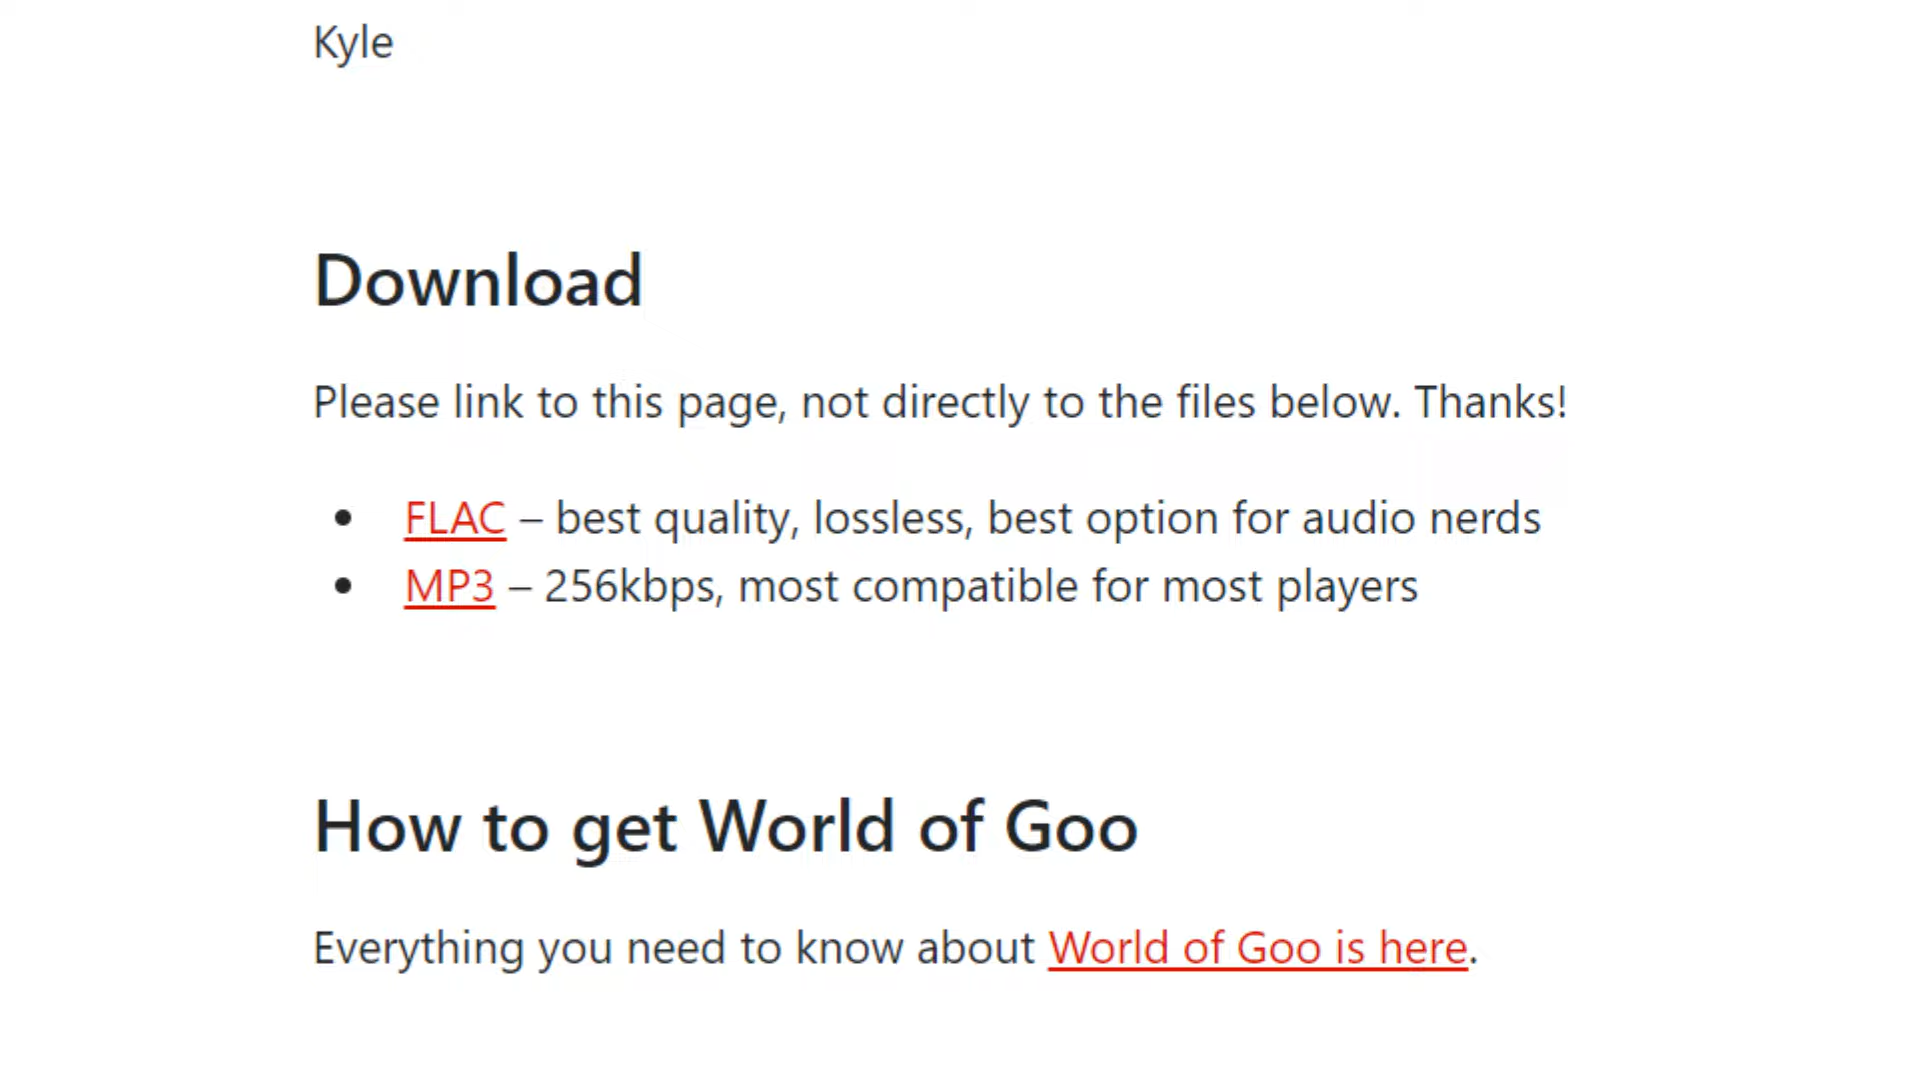 Kyle
Download
Please link to this page, not directly to the files below. Thanks!
• FLAC – best quality, lossless, best option for audio nerds
• MP3 – 256kbps, most compatible for most players
How to get World of Goo
Everything you need to know about World of Goo is here.